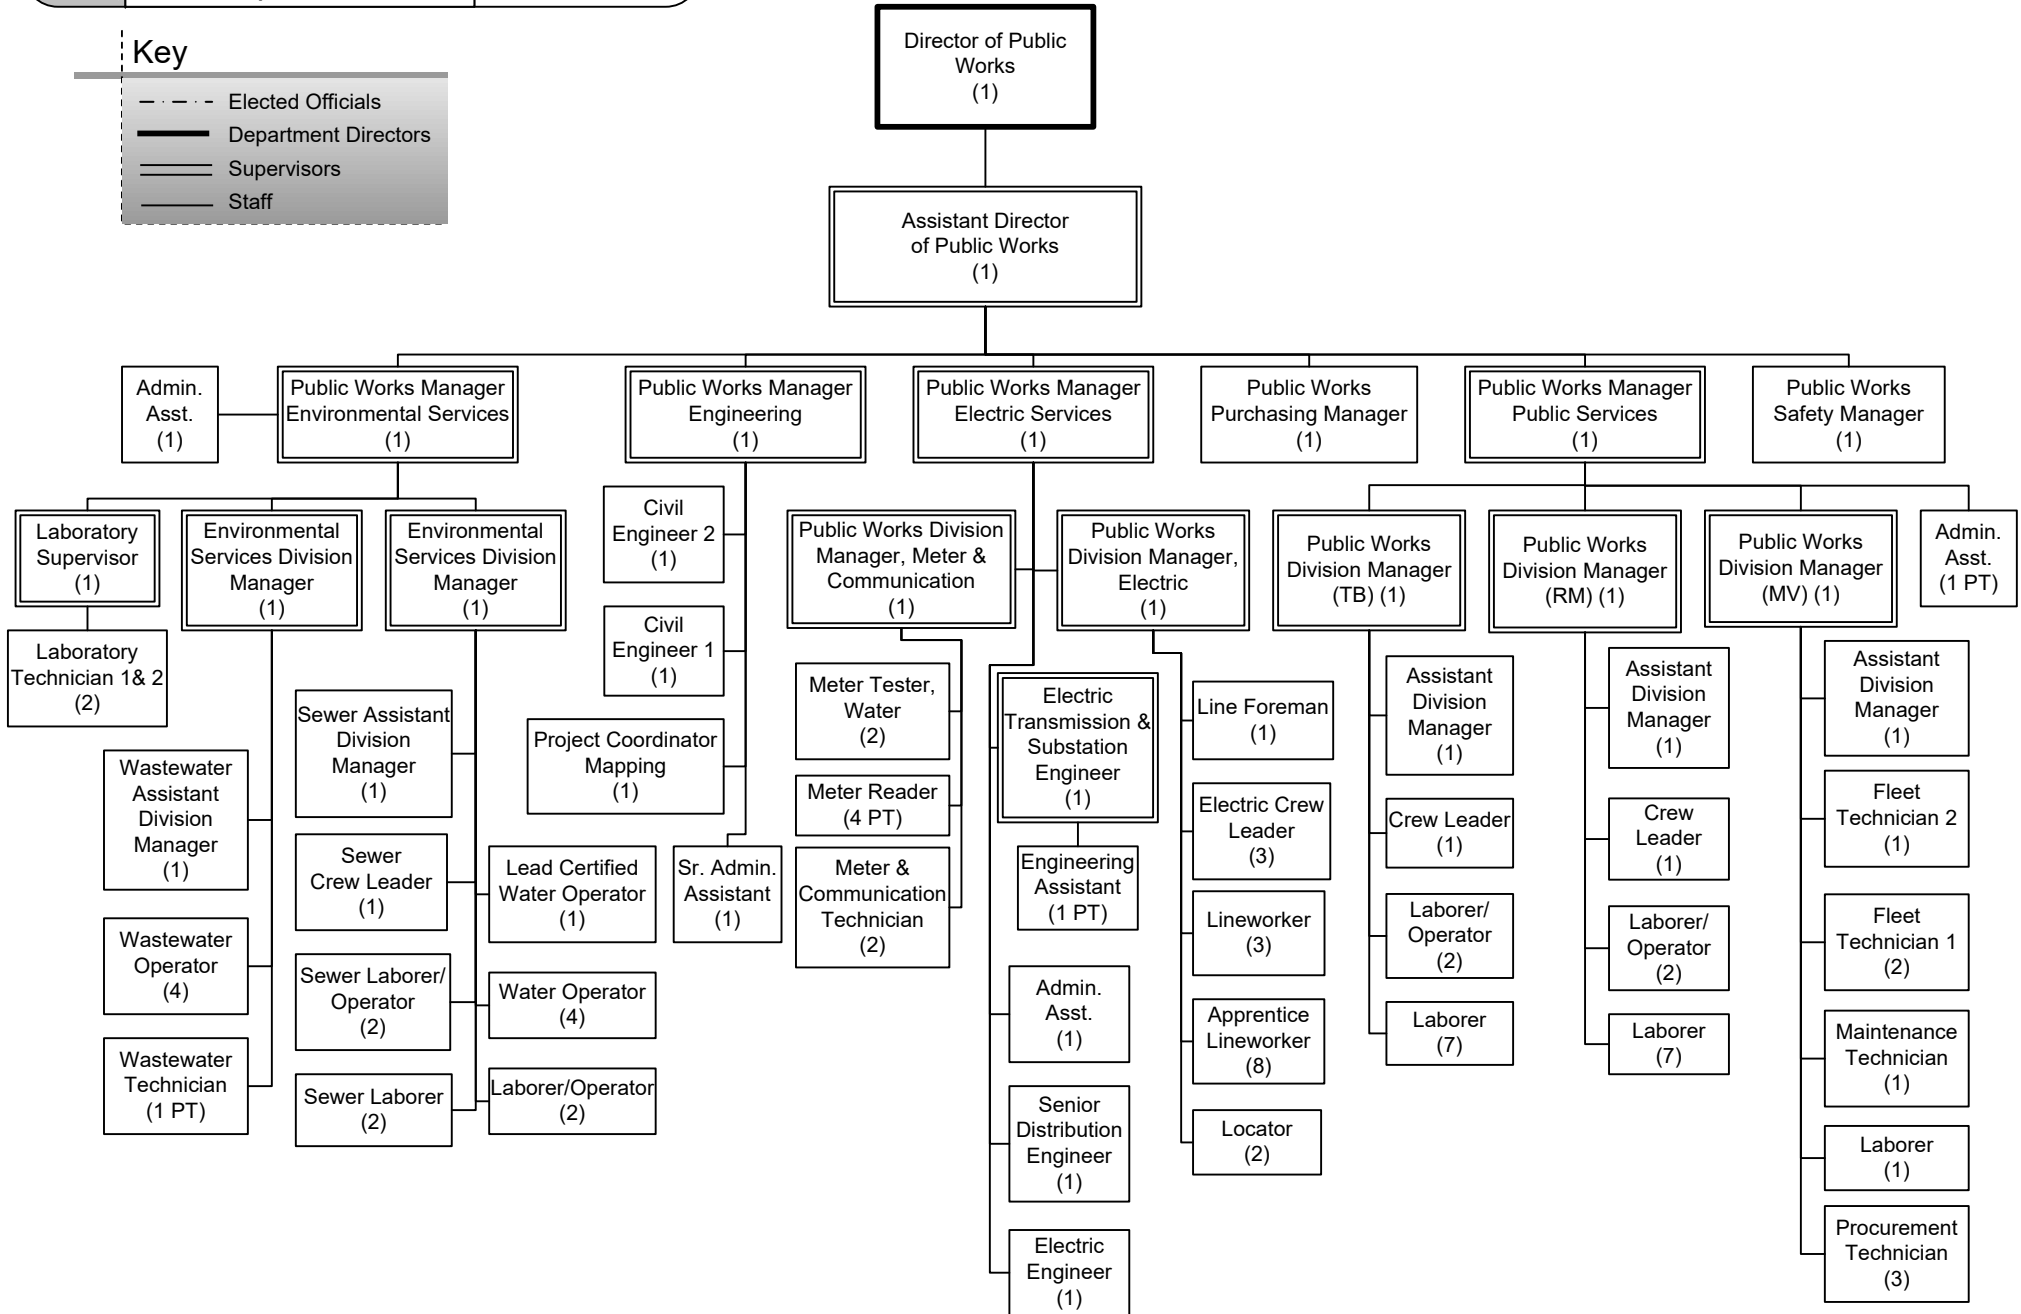 Director of Public
Works
(1)
Key
Elected Officials
Department Directors
Supervisors
Staff
Assistant Director
of Public Works
(1)
Admin.
Asst.
(1)
Public Works Manager
Environmental Services
(1)
Public Works Manager
Engineering
(1)
Public Works Manager
Electric Services
(1)
Public Works
Purchasing Manager
(1)
Public Works Manager
Public Services
(1)
Public Works
Safety Manager
(1)
Laboratory
Supervisor
(1)
Laboratory
Technician 1& 2
(2)
Environmental
Services Division
Manager
(1)
Wastewater
Assistant
Division
Manager
(1)
Wastewater
Operator
(4)
Wastewater
Technician
(1 PT)
Environmental
Services Division
Manager
(1)
Sewer Assistant
Division
Manager
(1)
Sewer
Crew Leader
(1)
Sewer Laborer/
Operator
(2)
Sewer Laborer
(2)
Lead Certified
Water Operator
(1)
Water Operator
(4)
Laborer/Operator
(2)
Civil
Engineer 2
(1)
Civil
Engineer 1
(1)
Project Coordinator
Mapping
(1)
Sr. Admin.
Assistant
(1)
Public Works Division
Manager, Meter &
Communication
(1)
Meter Tester,
Water
(2)
Meter Reader
(4 PT)
Meter &
Communication
Technician
(2)
Public Works
Division Manager,
Electric
(1)
Electric
Transmission &
Substation
Engineer
(1)
Engineering
Assistant
(1 PT)
Admin.
Asst.
(1)
Senior
Distribution
Engineer
(1)
Electric
Engineer
(1)
Line Foreman
(1)
Electric Crew
Leader
(3)
Lineworker
(3)
Apprentice
Lineworker
(8)
Locator
(2)
Public Works
Division Manager
(TB) (1)
Assistant
Division
Manager
(1)
Crew Leader
(1)
Laborer/
Operator
(2)
Laborer
(7)
Public Works
Division Manager
(RM) (1)
Assistant
Division
Manager
(1)
Crew
Leader
(1)
Laborer/
Operator
(2)
Laborer
(7)
Public Works
Division Manager
(MV) (1)
Assistant
Division
Manager
(1)
Fleet
Technician 2
(1)
Fleet
Technician 1
(2)
Maintenance
Technician
(1)
Laborer
(1)
Procurement
Technician
(3)
Admin.
Asst.
(1 PT)